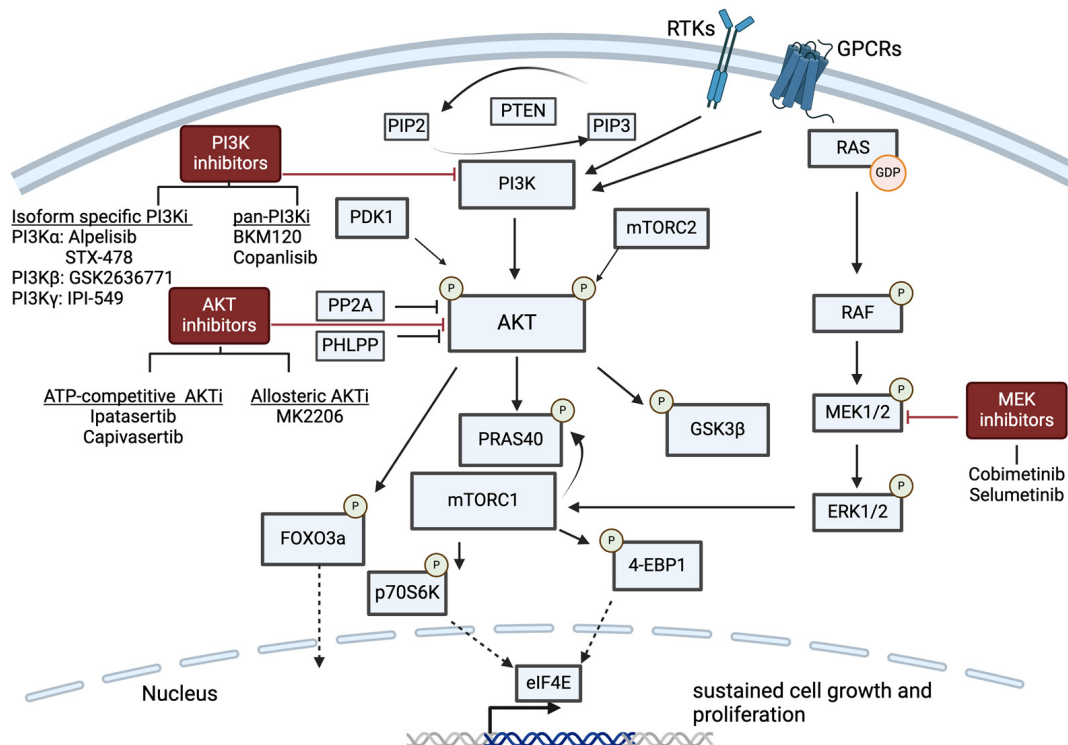 RTKs
GPCRs
PTEN
PIP2
PIP3
RAS
GDP
PI3K
inhibitors
PI3K
Isoform specific PI3Ki
PI3Kα: Alpelisib
STX-478
PI3Kβ: GSK2636771
PI3Kγ: IPI-549
pan-PI3Ki
BKM120
Copanlisib
PDK1
mTORC2
P
P
AKT
AKT
inhibitors
PP2A
PHLPP
P
RAF
ATP-competitive AKTi
Ipatasertib
Capivasertib
Allosteric AKTi
MK2206
P
PRAS40
P
GSK3β
P
MEK1/2
MEK
inhibitors
Cobimetinib
Selumetinib
mTORC1
P
ERK1/2
P
FOXO3a
P
p70S6K
P
4-EBP1
Nucleus
eIF4E
sustained cell growth and
proliferation